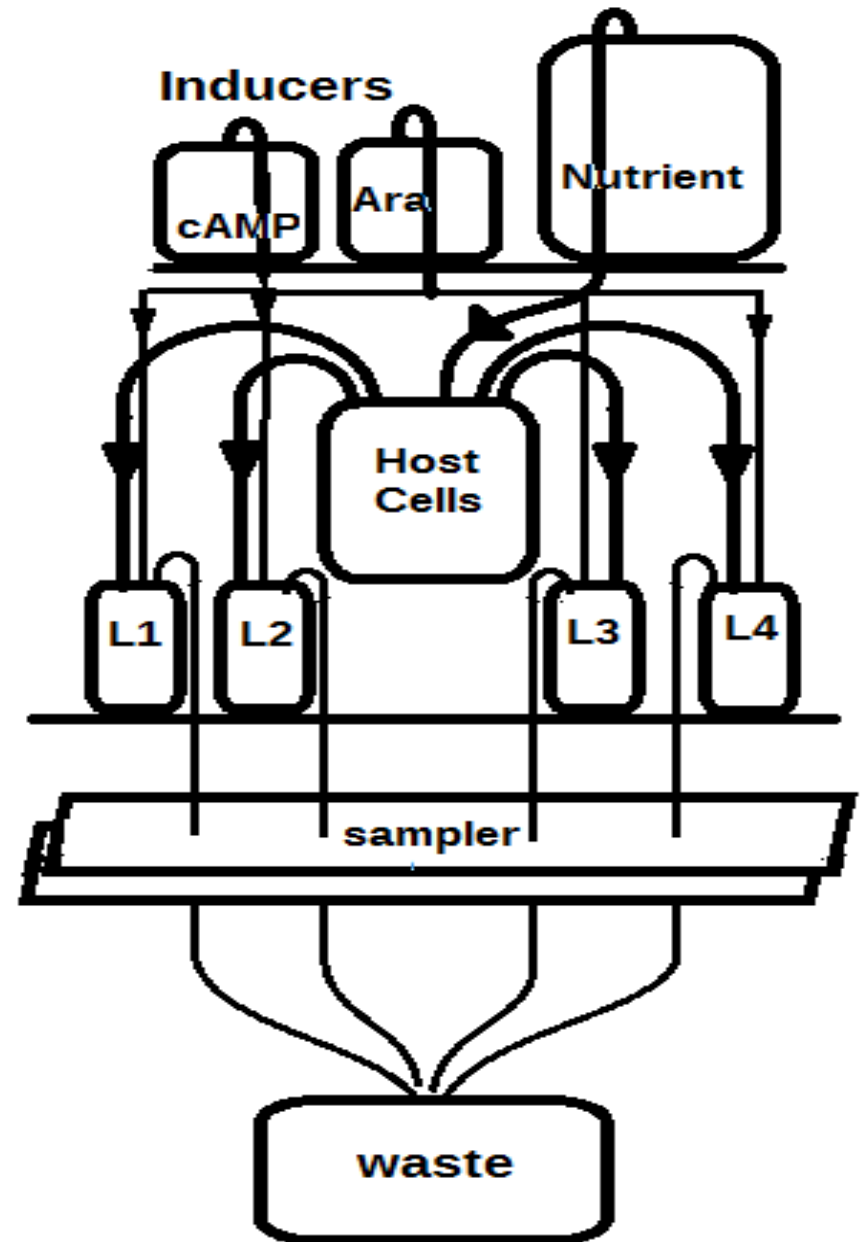 Inducers
cAMP
Ara
Nutrient
Host
Cells
L1
L2
L3
L4
sampler
waste